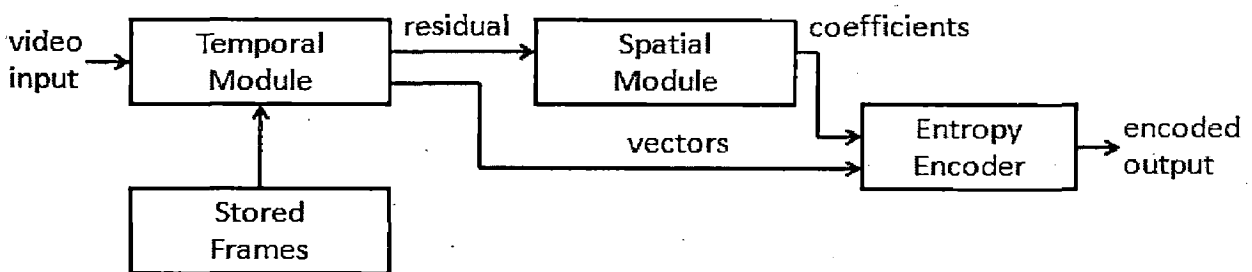 video
input
Temporal
Module
residual
Spatial
Module
coefficients
vectors
Entropy
Encoder
encoded
output
Stored
Frames